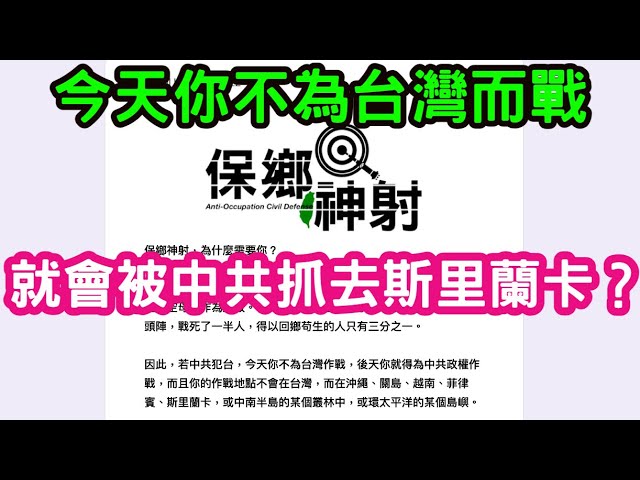 今天你不為台灣而戰
保鄉神射
Anti-Occupation Civil Defense
保鄉神射，為什麼需要你？
就會被中共抓去斯里蘭卡？
頭陣，戰死了一半人，得以回鄉苟生的人只有三分之一。
因此，若中共犯台，今天你不為台灣作戰，後天你就得為中共政權作
戰，而且你的作戰地點不會在台灣，而在沖繩、關島、越南、菲律
賓、斯里蘭卡，或中南半島的某個叢林中，或環太平洋的某個島嶼。